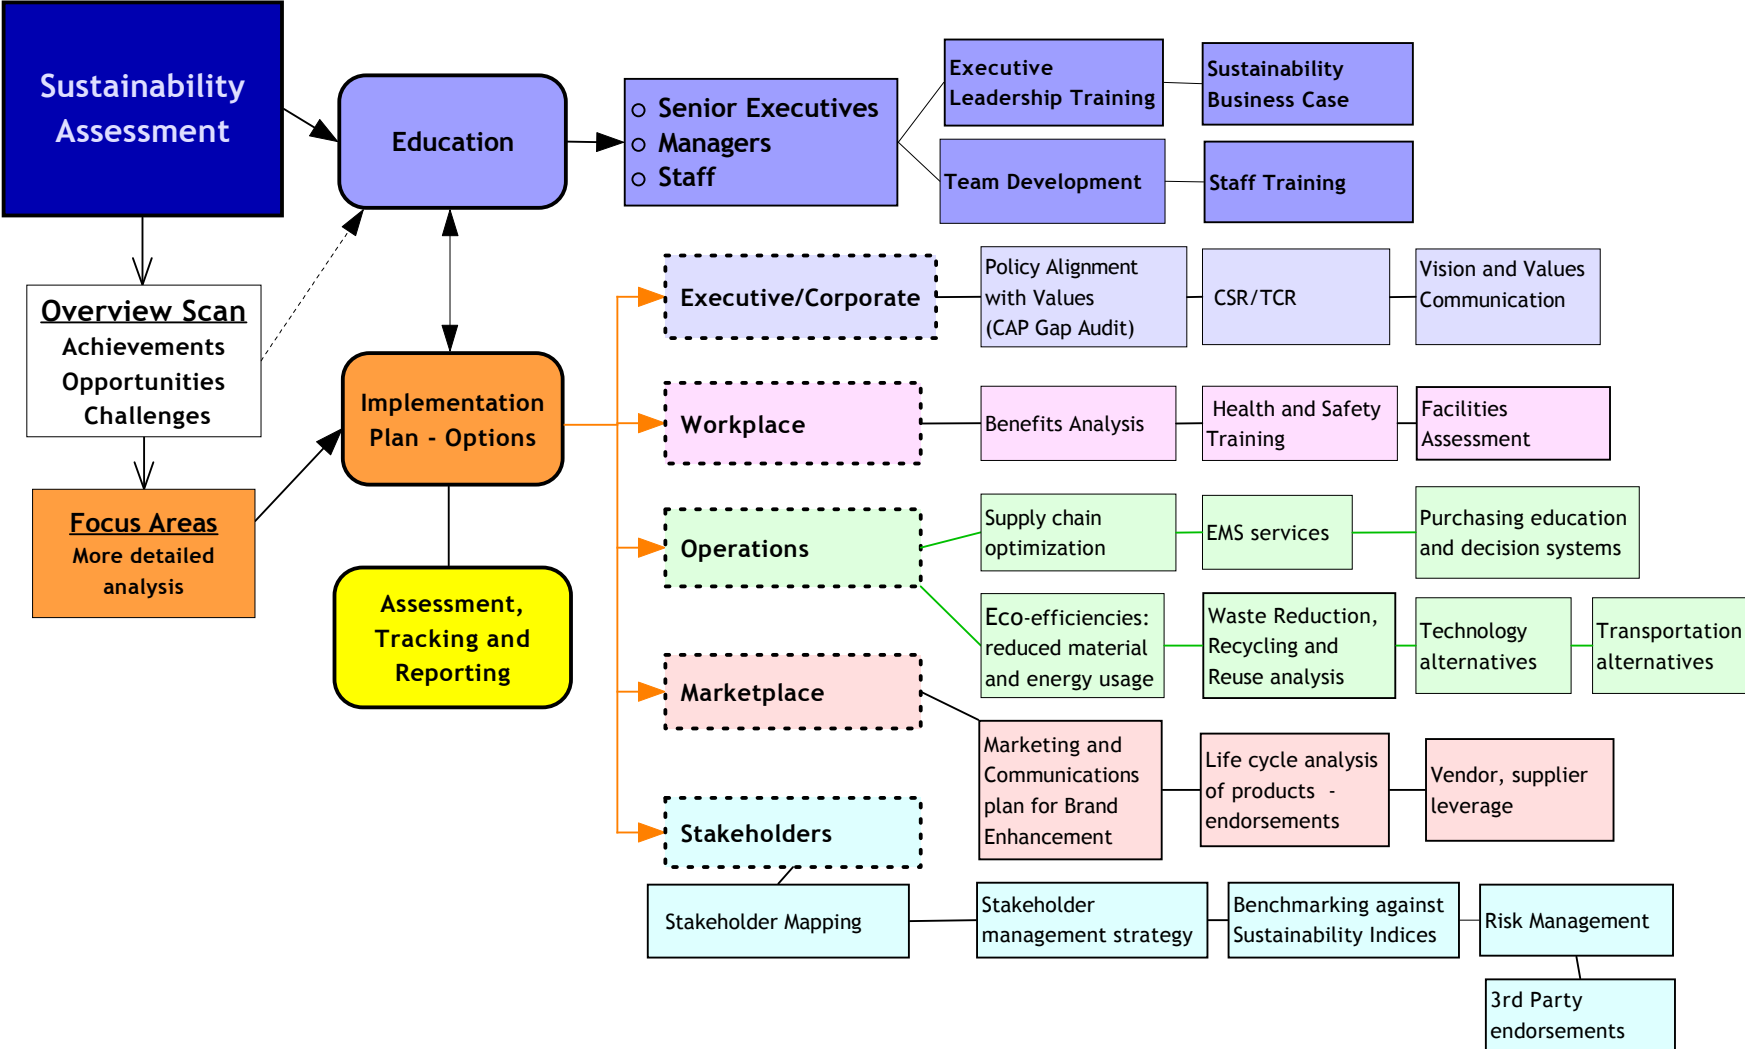 Sustainability
Assessment
Education
○ Senior Executives
○ Managers
○ Staff
Executive
Leadership Training
Sustainability
Business Case
Team Development
Staff Training
Overview Scan
Achievements
Opportunities
Challenges
Focus Areas
More detailed
analysis
Implementation
Plan - Options
Assessment,
Tracking and
Reporting
Executive/Corporate
Policy Alignment
with Values
(CAP Gap Audit)
CSR/TCR
Vision and Values
Communication
Workplace
Benefits Analysis
Health and Safety
Training
Facilities
Assessment
Operations
Supply chain
optimization
EMS services
Purchasing education
and decision systems
Eco-efficiencies:
reduced material
and energy usage
Waste Reduction,
Recycling and
Reuse analysis
Technology
alternatives
Transportation
alternatives
Marketplace
Marketing and
Communications
plan for Brand
Enhancement
Life cycle analysis
of products -
endorsements
Vendor, supplier
leverage
Stakeholders
Stakeholder Mapping
Stakeholder
management strategy
Benchmarking against
Sustainability Indices
Risk Management
3rd Party
endorsements